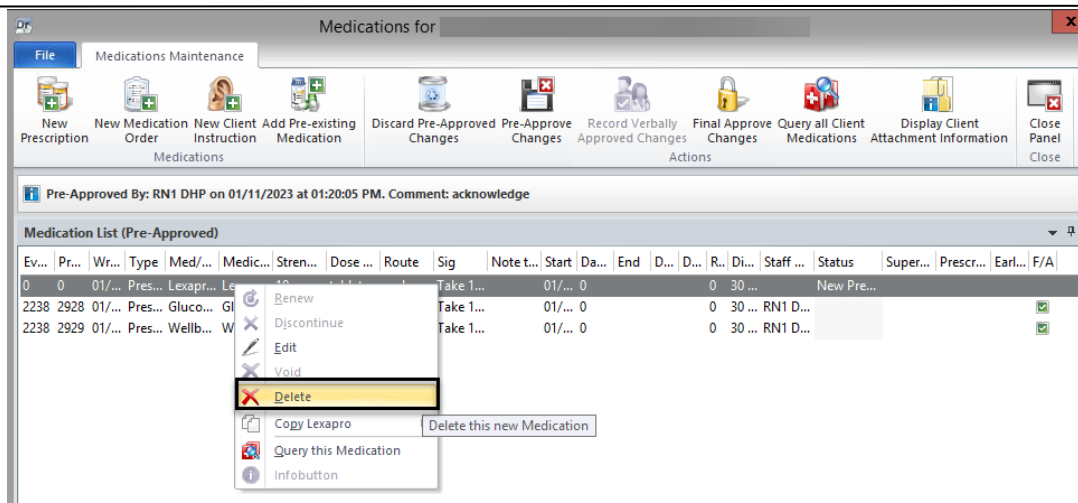 Medications for
File Medications Maintenance
New Prescription New Medication Order New Client Instruction Add Pre-existing Medication Discard Pre-Approved Changes Pre-Approve Changes Record Verbally Approved Changes Final Approve Changes Query all Client Medications Display Client Attachment Information Close Panel
Medications Actions Close
Pre-Approved By: RN1 DHP on 01/11/2023 at 01:20:05 PM. Comment: acknowledge
Medication List (Pre-Approved)
Ev... Pr... Wr... Type Med/... Medic... Stren... Dose ... Route Sig Note t... Start Da... End D... D... R.. Di... Staff ... Status Super... Prescr... Earl... F/A
0 0 01/... Pres... Lexapr... Take 1... 01/... 0 0 30 ... New Pre...
2238 2928 01/... Pres... Gluco... Gl Take 1... 01/... 0 0 30 ... RN1 D...
2238 2929 01/... Pres... Wellb... W Take 1... 01/... 0 0 30 ... RN1 D...
Renew
Discontinue
Edit
Void
Delete
Copy Lexapro
Delete this new Medication
Query this Medication
Infobutton